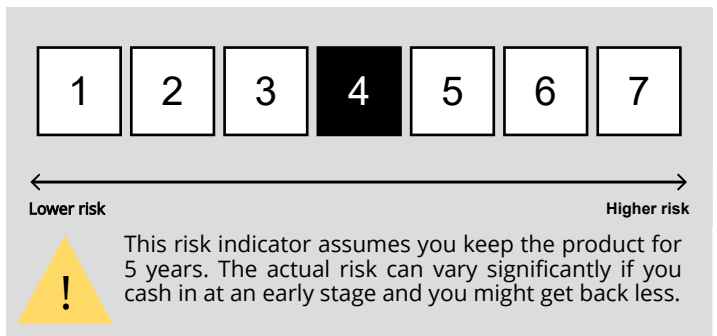 1 2 3 4 5 6 7
Lower risk Higher risk
This risk indicator assumes you keep the product for
5 years. The actual risk can vary significantly if you
cash in at an early stage and you might get back less.
!